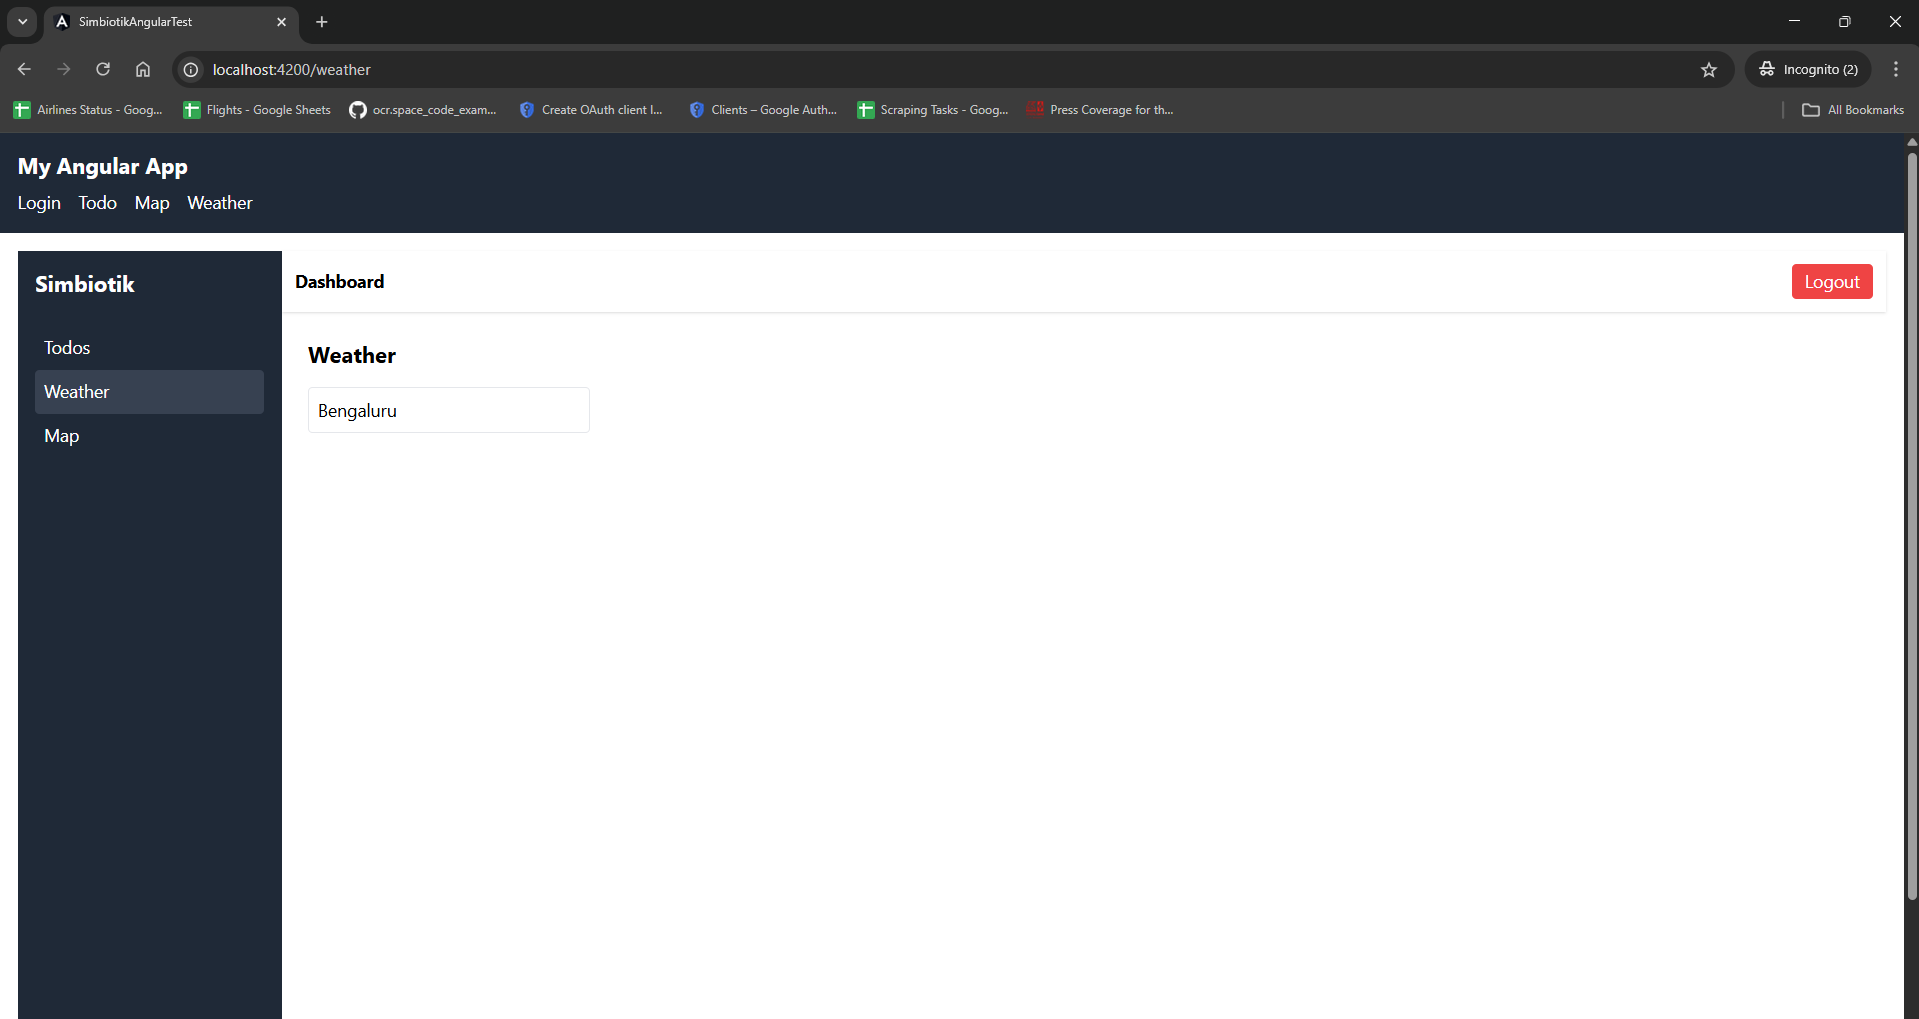 SimbiotikAngularTest
localhost:4200/weather
Incognito (2)
Airlines Status - Goog...
Flights - Google Sheets
ocr.space_code_exam...
Create OAuth client I...
Clients – Google Auth...
Scraping Tasks - Goog...
Press Coverage for th...
All Bookmarks
My Angular App
Login Todo Map Weather
Simbiotik
Dashboard
Logout
Todos
Weather
Map
Weather
Bengaluru